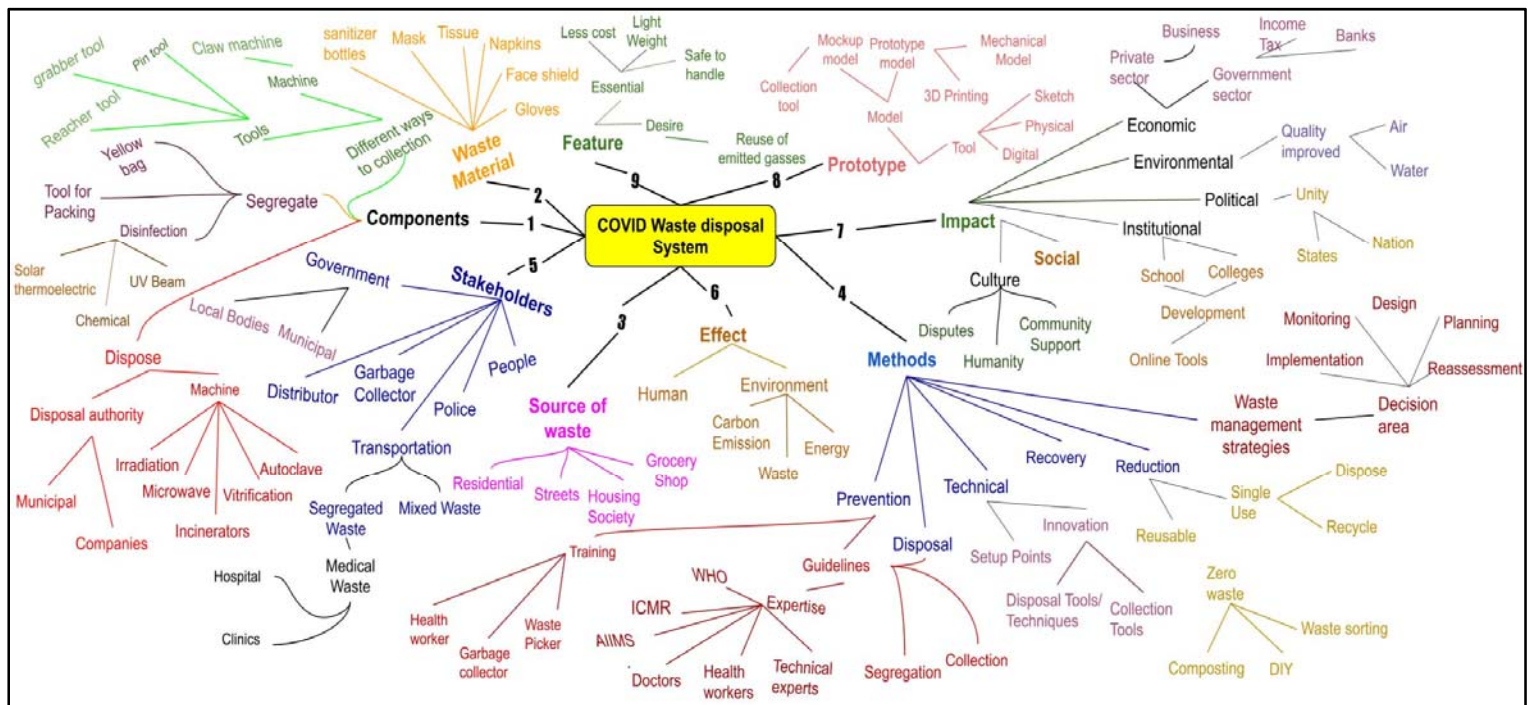 COVID Waste disposal
System
1
Components
Different ways
to collection
Machine
Claw machine
Tools
Pin tool
grabber tool
Reacher tool
Segregate
Yellow
bag
Tool for
Packing
Disinfection
Solar
thermoelectric
Chemical
UV Beam
Dispose
Disposal authority
Municipal
Companies
Machine
Irradiation
Microwave
Incinerators
Vitrification
Autoclave
2
Waste
Material
sanitizer
bottles
Mask
Tissue
Napkins
Face shield
Gloves
3
Source of
waste
Residential
Streets
Housing
Society
Grocery
Shop
4
Methods
Prevention
Training
Health
worker
Garbage
collector
Waste
Picker
Guidelines
Expertise
WHO
ICMR
AIIMS
Doctors
Health
workers
Technical
experts
Disposal
Segregation
Collection
Technical
Setup Points
Innovation
Disposal Tools/
Techniques
Collection
Tools
Recovery
Reduction
Reusable
Single
Use
Dispose
Recycle
Zero
waste
Composting
DIY
Waste sorting
Waste
management
strategies
Decision
area
Implementation
Monitoring
Design
Planning
Reassessment
5
Stakeholders
Government
Local Bodies
Municipal
Distributor
Garbage
Collector
Transportation
Segregated
Waste
Mixed Waste
Medical
Waste
Hospital
Clinics
Police
People
6
Effect
Human
Environment
Carbon
Emission
Waste
Energy
7
Impact
Economic
Private
sector
Business
Government
sector
Income
Tax
Banks
Environmental
Quality
improved
Air
Water
Political
Unity
States
Nation
Institutional
School
Colleges
Development
Online Tools
Social
Culture
Disputes
Humanity
Community
Support
8
Prototype
Model
Mockup
model
Collection
tool
Prototype
model
Mechanical
Model
3D Printing
Tool
Sketch
Physical
Digital
9
Feature
Essential
Less cost
Light
Weight
Safe to
handle
Desire
Reuse of
emitted gasses